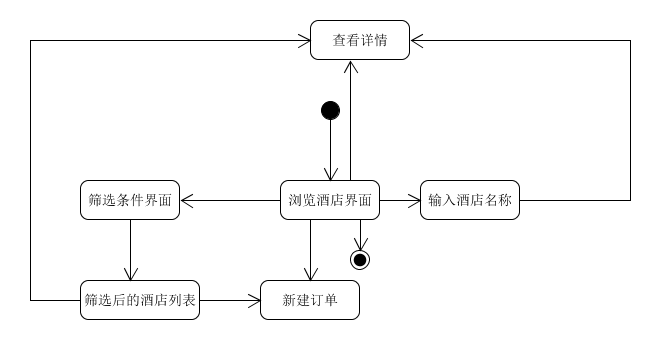 查看详情
筛选条件界面
浏览酒店界面
输入酒店名称
筛选后的酒店列表
新建订单